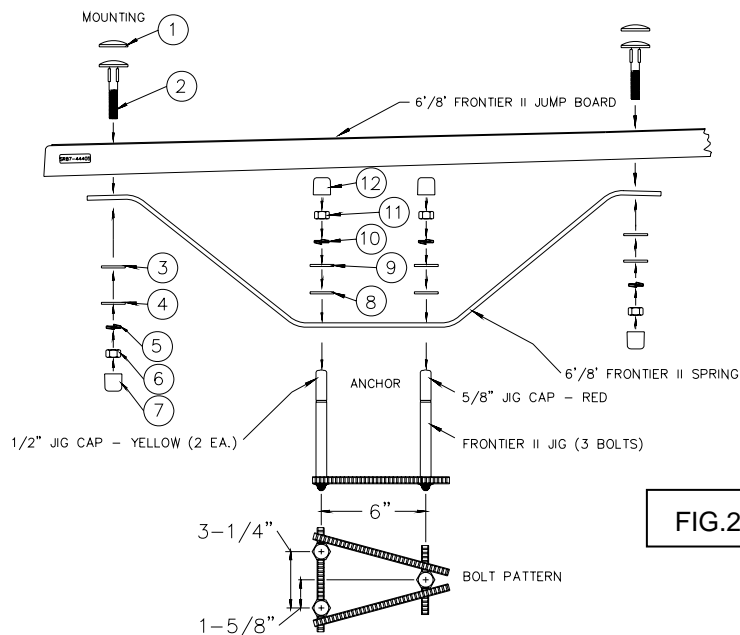 MOUNTING
1
2
6'/8' FRONTIER II JUMP BOARD
SRB7-44405
12
11
10
9
8
3
4
5
6
7
6'/8' FRONTIER II SPRING
ANCHOR
5/8" JIG CAP – RED
1/2" JIG CAP – YELLOW (2 EA.)
FRONTIER II JIG (3 BOLTS)
6"
3-1/4"
FIG.2
BOLT PATTERN
1-5/8"